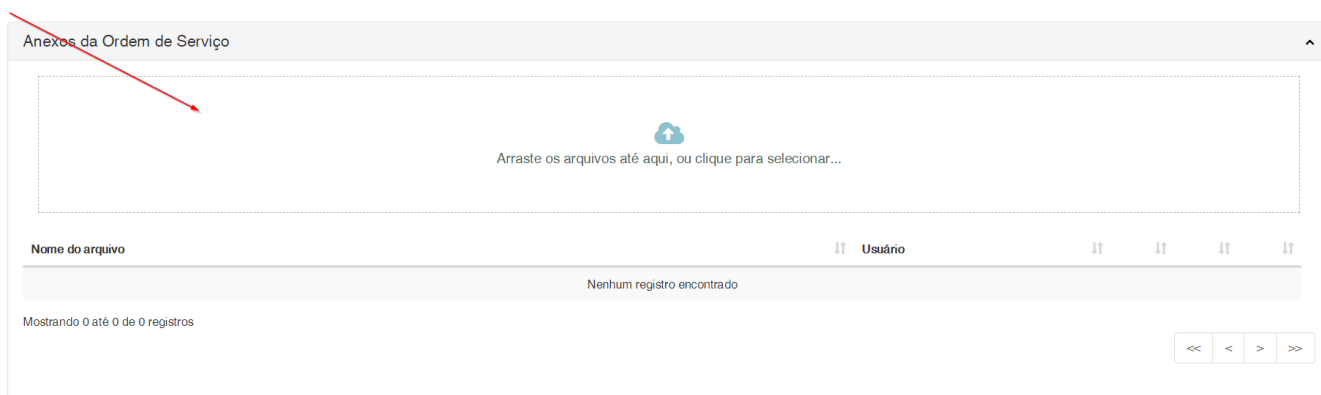 Anexos da Ordem de Serviço
Arraste os arquivos até aqui, ou clique para selecionar...
Nome do arquivo Usuário
Nenhum registro encontrado
Mostrando 0 até 0 de 0 registros
<< < > >>